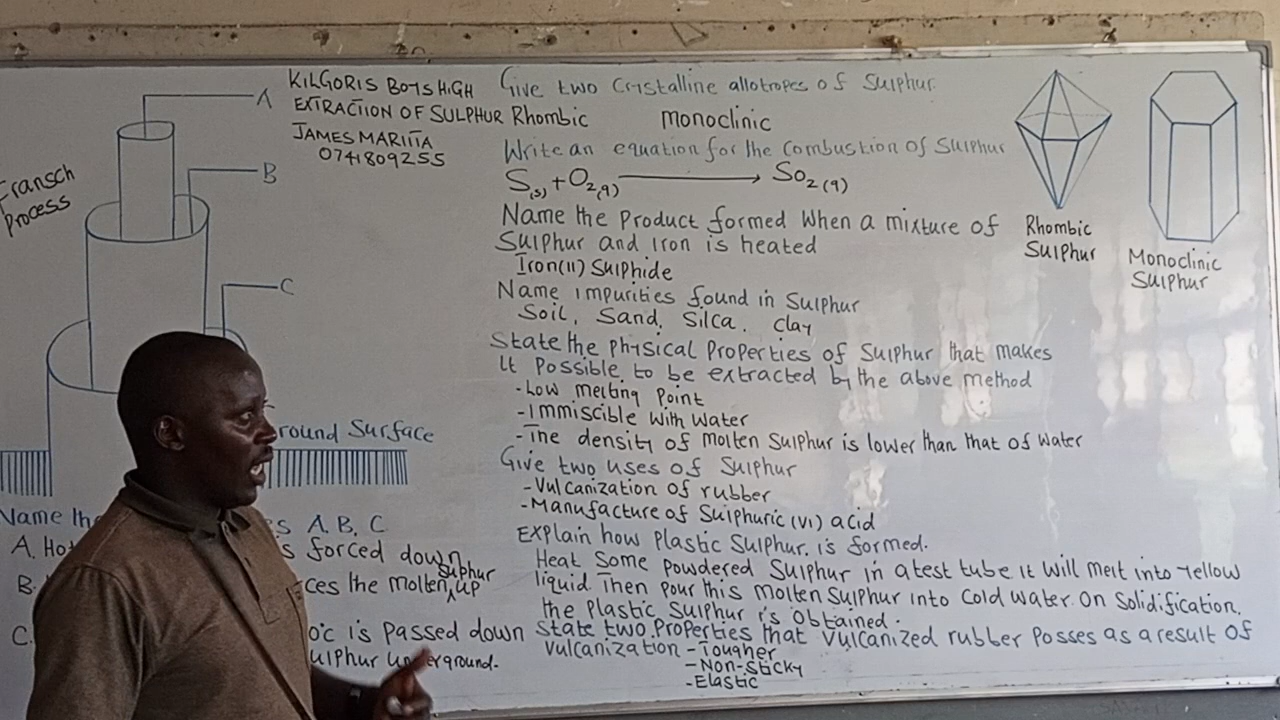 KILGORIS BOYS HIGH
EXTRACTION OF SULPHUR
JAMES MARITTA
0741809255
A
B
C
Fransch
Process
round Surface
Name the s A, B, C
A. Hot s forced down
B. ces the molten sulphur up
C. 0°C is passed down
ulphur underground.
Give two Crystalline allotropes of Sulphur
Rhombic monoclinic
Write an equation for the Combustion of Sulphur
S(s) + O2(g) → SO2(g)
Name the Product formed when a mixture of
Sulphur and Iron is heated
Iron(II) Sulphide
Name impurities found in Sulphur
Soil, Sand, Silca. Clay
State the Physical Properties of Sulphur that makes
it Possible to be extracted by the above method
-Low melting point
-Immiscible with water
-The density of molten Sulphur is lower than that of water
Give two uses of Sulphur
-Vulcanization of rubber
-Manufacture of Sulphuric(VI) acid
Explain how Plastic Sulphur. is formed.
Heat Some Powdered Sulphur in a test tube it will melt into Yellow
liquid Then Pour this molten Sulphur into cold water. On Solidification,
the Plastic Sulphur is obtained.
State two Properties that Vulcanized rubber Posses as a result of
Vulcanization -Tougher
-Non-Sticky
-Elastic
Rhombic
Sulphur
Monoclinic
Sulphur